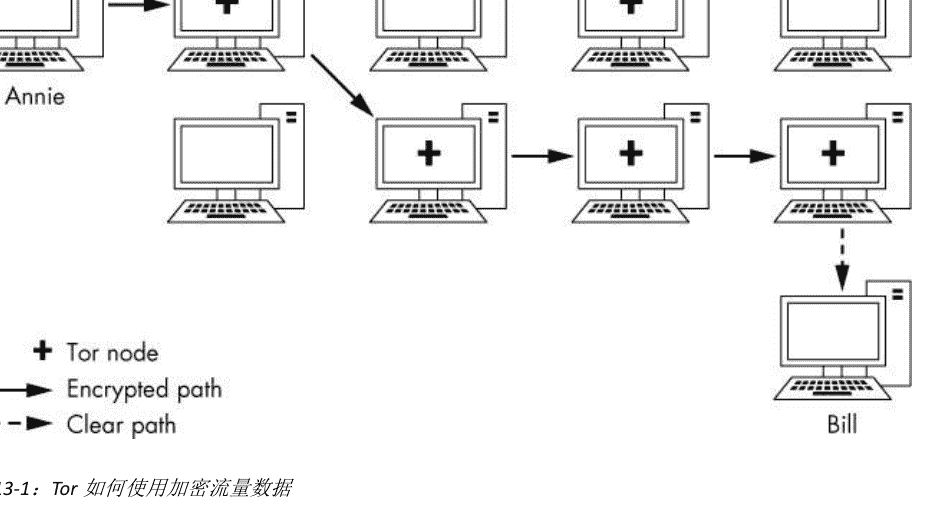 Annie
Tor node
Encrypted path
Clear path
Bill
13-1：Tor 如何使用加密流量数据